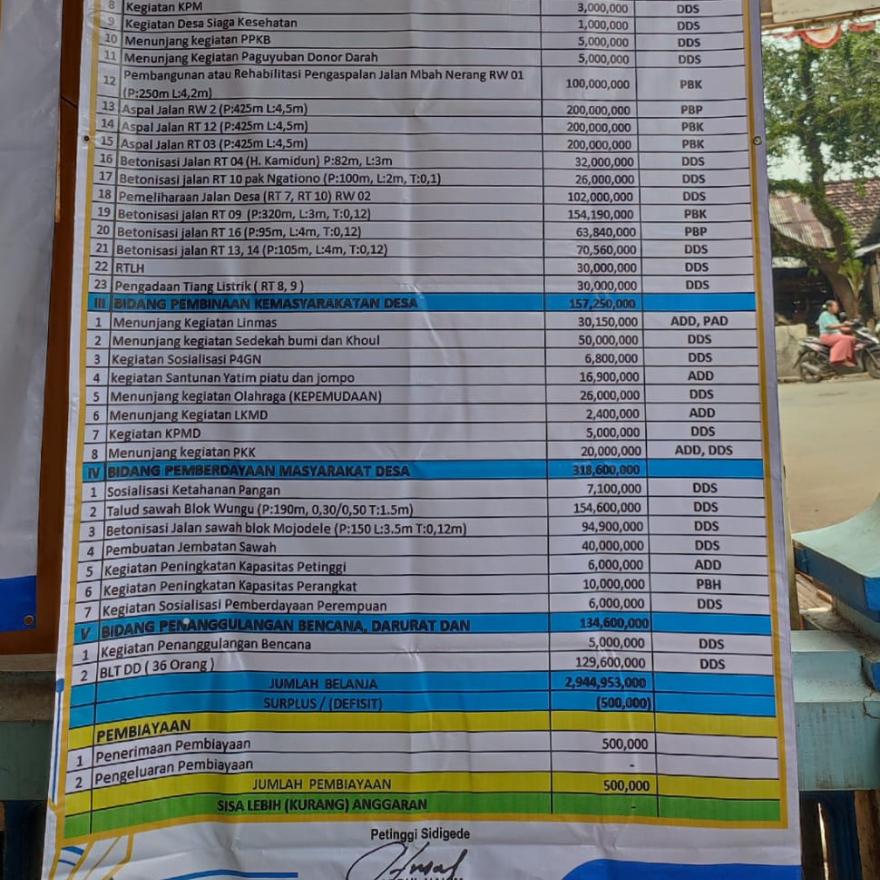 8 Kegiatan KPM 3,000,000 DDS
9 Kegiatan Desa Siaga Kesehatan 1,000,000 DDS
10 Menunjang kegiatan PPKB 5,000,000 DDS
11 Menunjang Kegiatan Paguyuban Donor Darah 5,000,000 DDS
12 Pembangunan atau Rehabilitasi Pengaspalan Jalan Mbah Nerang RW 01 100,000,000 PBK
(P:250m L:4,2m)
13 Aspal Jalan RW 2 (P:425m L:4,5m) 200,000,000 PBP
14 Aspal Jalan RT 12 (P:425m L:4,5m) 200,000,000 PBK
15 Aspal Jalan RT 03 (P:425m L:4,5m) 200,000,000 PBK
16 Betonisasi Jalan RT 04 (H. Kamidun) P:82m, L:3m 32,000,000 DDS
17 Betonisasi jalan RT 10 pak Ngationo (P:100m, L:2m, T:0,1) 26,000,000 DDS
18 Pemeliharaan Jalan Desa (RT 7, RT 10) RW 02 102,000,000 DDS
19 Betonisasi jalan RT 09 (P:320m, L:3m, T:0,12) 154,190,000 PBK
20 Betonisasi jalan RT 16 (P:95m, L:4m, T:0,12) 63,840,000 PBP
21 Betonisasi jalan RT 13, 14 (P:105m, L:4m, T:0,12) 70,560,000 DDS
22 RTLH 30,000,000 DDS
23 Pengadaan Tiang Listrik ( RT 8, 9 ) 30,000,000 DDS
III BIDANG PEMBINAAN KEMASYARAKATAN DESA 157,250,000
1 Menunjang Kegiatan Linmas 30,150,000 ADD, PAD
2 Menunjang kegiatan Sedekah bumi dan Khoul 50,000,000 DDS
3 Kegiatan Sosialisasi P4GN 6,800,000 DDS
4 kegiatan Santunan Yatim piatu dan jompo 16,900,000 ADD
5 Menunjang kegiatan Olahraga (KEPEMUDAAN) 26,000,000 DDS
6 Menunjang Kegiatan LKMD 2,400,000 ADD
7 Kegiatan KPMD 5,000,000 DDS
8 Menunjang kegiatan PKK 20,000,000 ADD, DDS
IV BIDANG PEMBERDAYAAN MASYARAKAT DESA 318,600,000
1 Sosialisasi Ketahanan Pangan 7,100,000 DDS
2 Talud sawah Blok Wungu (P:190m, 0,30/0,50 T:1.5m) 154,600,000 DDS
3 Betonisasi Jalan sawah blok Mojodele (P:150 L:3.5m T:0,12m) 94,900,000 DDS
4 Pembuatan Jembatan Sawah 40,000,000 DDS
5 Kegiatan Peningkatan Kapasitas Petinggi 6,000,000 ADD
6 Kegiatan Peningkatan Kapasitas Perangkat 10,000,000 PBH
7 Kegiatan Sosialisasi Pemberdayaan Perempuan 6,000,000 DDS
V BIDANG PENANGGULANGAN BENCANA, DARURAT DAN 134,600,000
1 Kegiatan Penanggulangan Bencana 5,000,000 DDS
2 BLT DD ( 36 Orang ) 129,600,000 DDS
JUMLAH BELANJA 2,944,953,000
SURPLUS / (DEFISIT) (500,000)
PEMBIAYAAN
1 Penerimaan Pembiayaan 500,000
2 Pengeluaran Pembiayaan -
JUMLAH PEMBIAYAAN 500,000
SISA LEBIH (KURANG) ANGGARAN -
Petinggi Sidigede